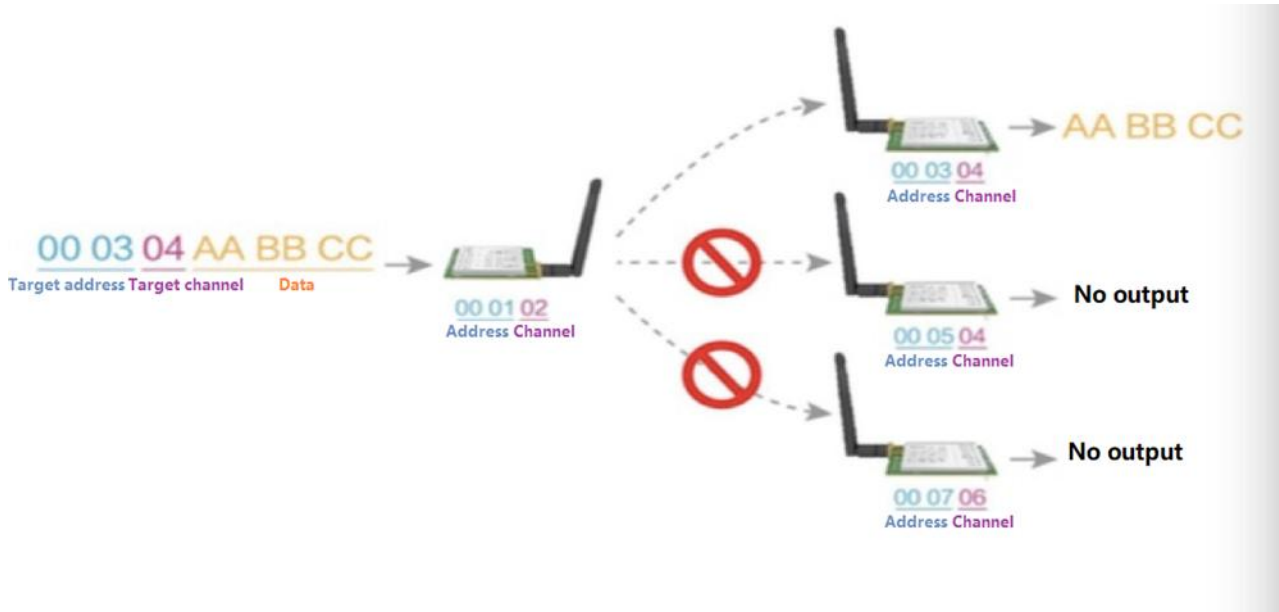 AA BB CC
00 03 04
Address Channel
00 03 04 AA BB CC
Target address Target channel Data
00 01 02
Address Channel
No output
00 05 04
Address Channel
No output
00 07 06
Address Channel